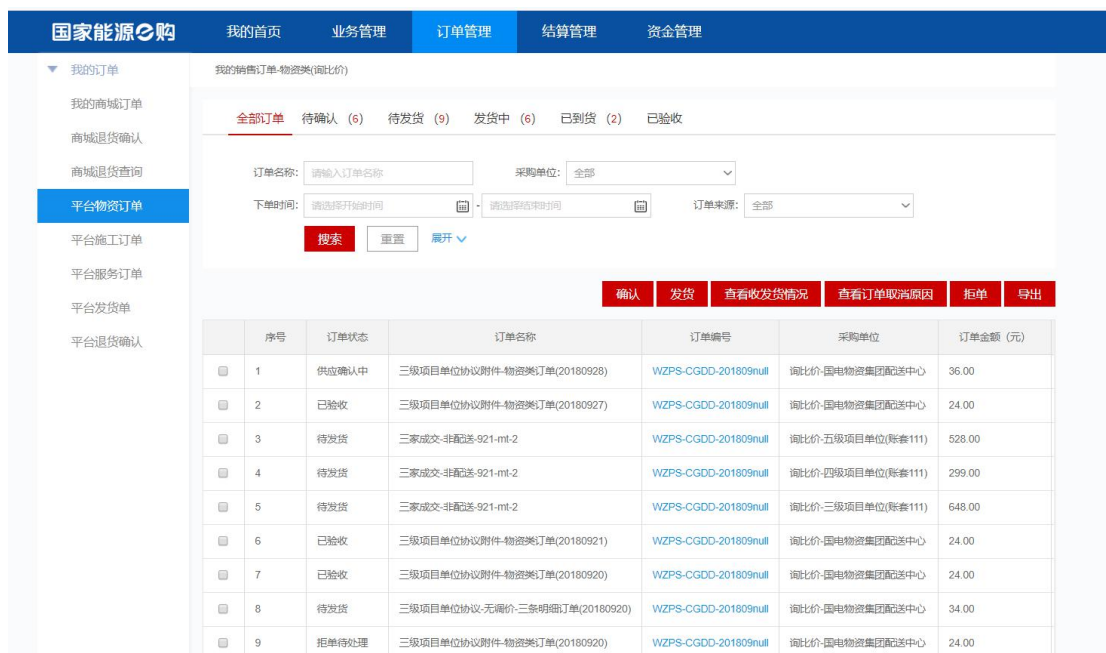 国家能源e购 我的首页 业务管理 订单管理 结算管理 资金管理
我的订单
我的商城订单
商城退货确认
商城退货查询
平台物资订单
平台施工订单
平台服务订单
平台发货单
平台退货确认
我的销售订单-物资类(询比价)
全部订单 待确认 (6) 待发货 (9) 发货中 (6) 已到货 (2) 已验收
订单名称: 请输入订单名称 采购单位: 全部
下单时间: 请选择开始时间 - 请选择结束时间 订单来源: 全部
搜索 重置 展开
确认 发货 查看收发货情况 查看订单取消原因 拒单 导出
序号 订单状态 订单名称 订单编号 采购单位 订单金额 (元)
1 供应确认中 三级项目单位协议附件-物资类订单(20180928) WZPS-CGDD-201809null 询比价-国电物资集团配送中心 36.00
2 已验收 三级项目单位协议附件-物资类订单(20180927) WZPS-CGDD-201809null 询比价-国电物资集团配送中心 24.00
3 待发货 三家成交-非配送-921-mt-2 WZPS-CGDD-201809null 询比价-五级项目单位(账套111) 528.00
4 待发货 三家成交-非配送-921-mt-2 WZPS-CGDD-201809null 询比价-四级项目单位(账套111) 299.00
5 待发货 三家成交-非配送-921-mt-2 WZPS-CGDD-201809null 询比价-三级项目单位(账套111) 648.00
6 已验收 三级项目单位协议附件-物资类订单(20180921) WZPS-CGDD-201809null 询比价-国电物资集团配送中心 24.00
7 已验收 三级项目单位协议附件-物资类订单(20180920) WZPS-CGDD-201809null 询比价-国电物资集团配送中心 24.00
8 待发货 三级项目单位协议-无调价-三条明细订单(20180920) WZPS-CGDD-201809null 询比价-国电物资集团配送中心 34.00
9 拒单待处理 三级项目单位协议附件-物资类订单(20180920) WZPS-CGDD-201809null 询比价-国电物资集团配送中心 24.00